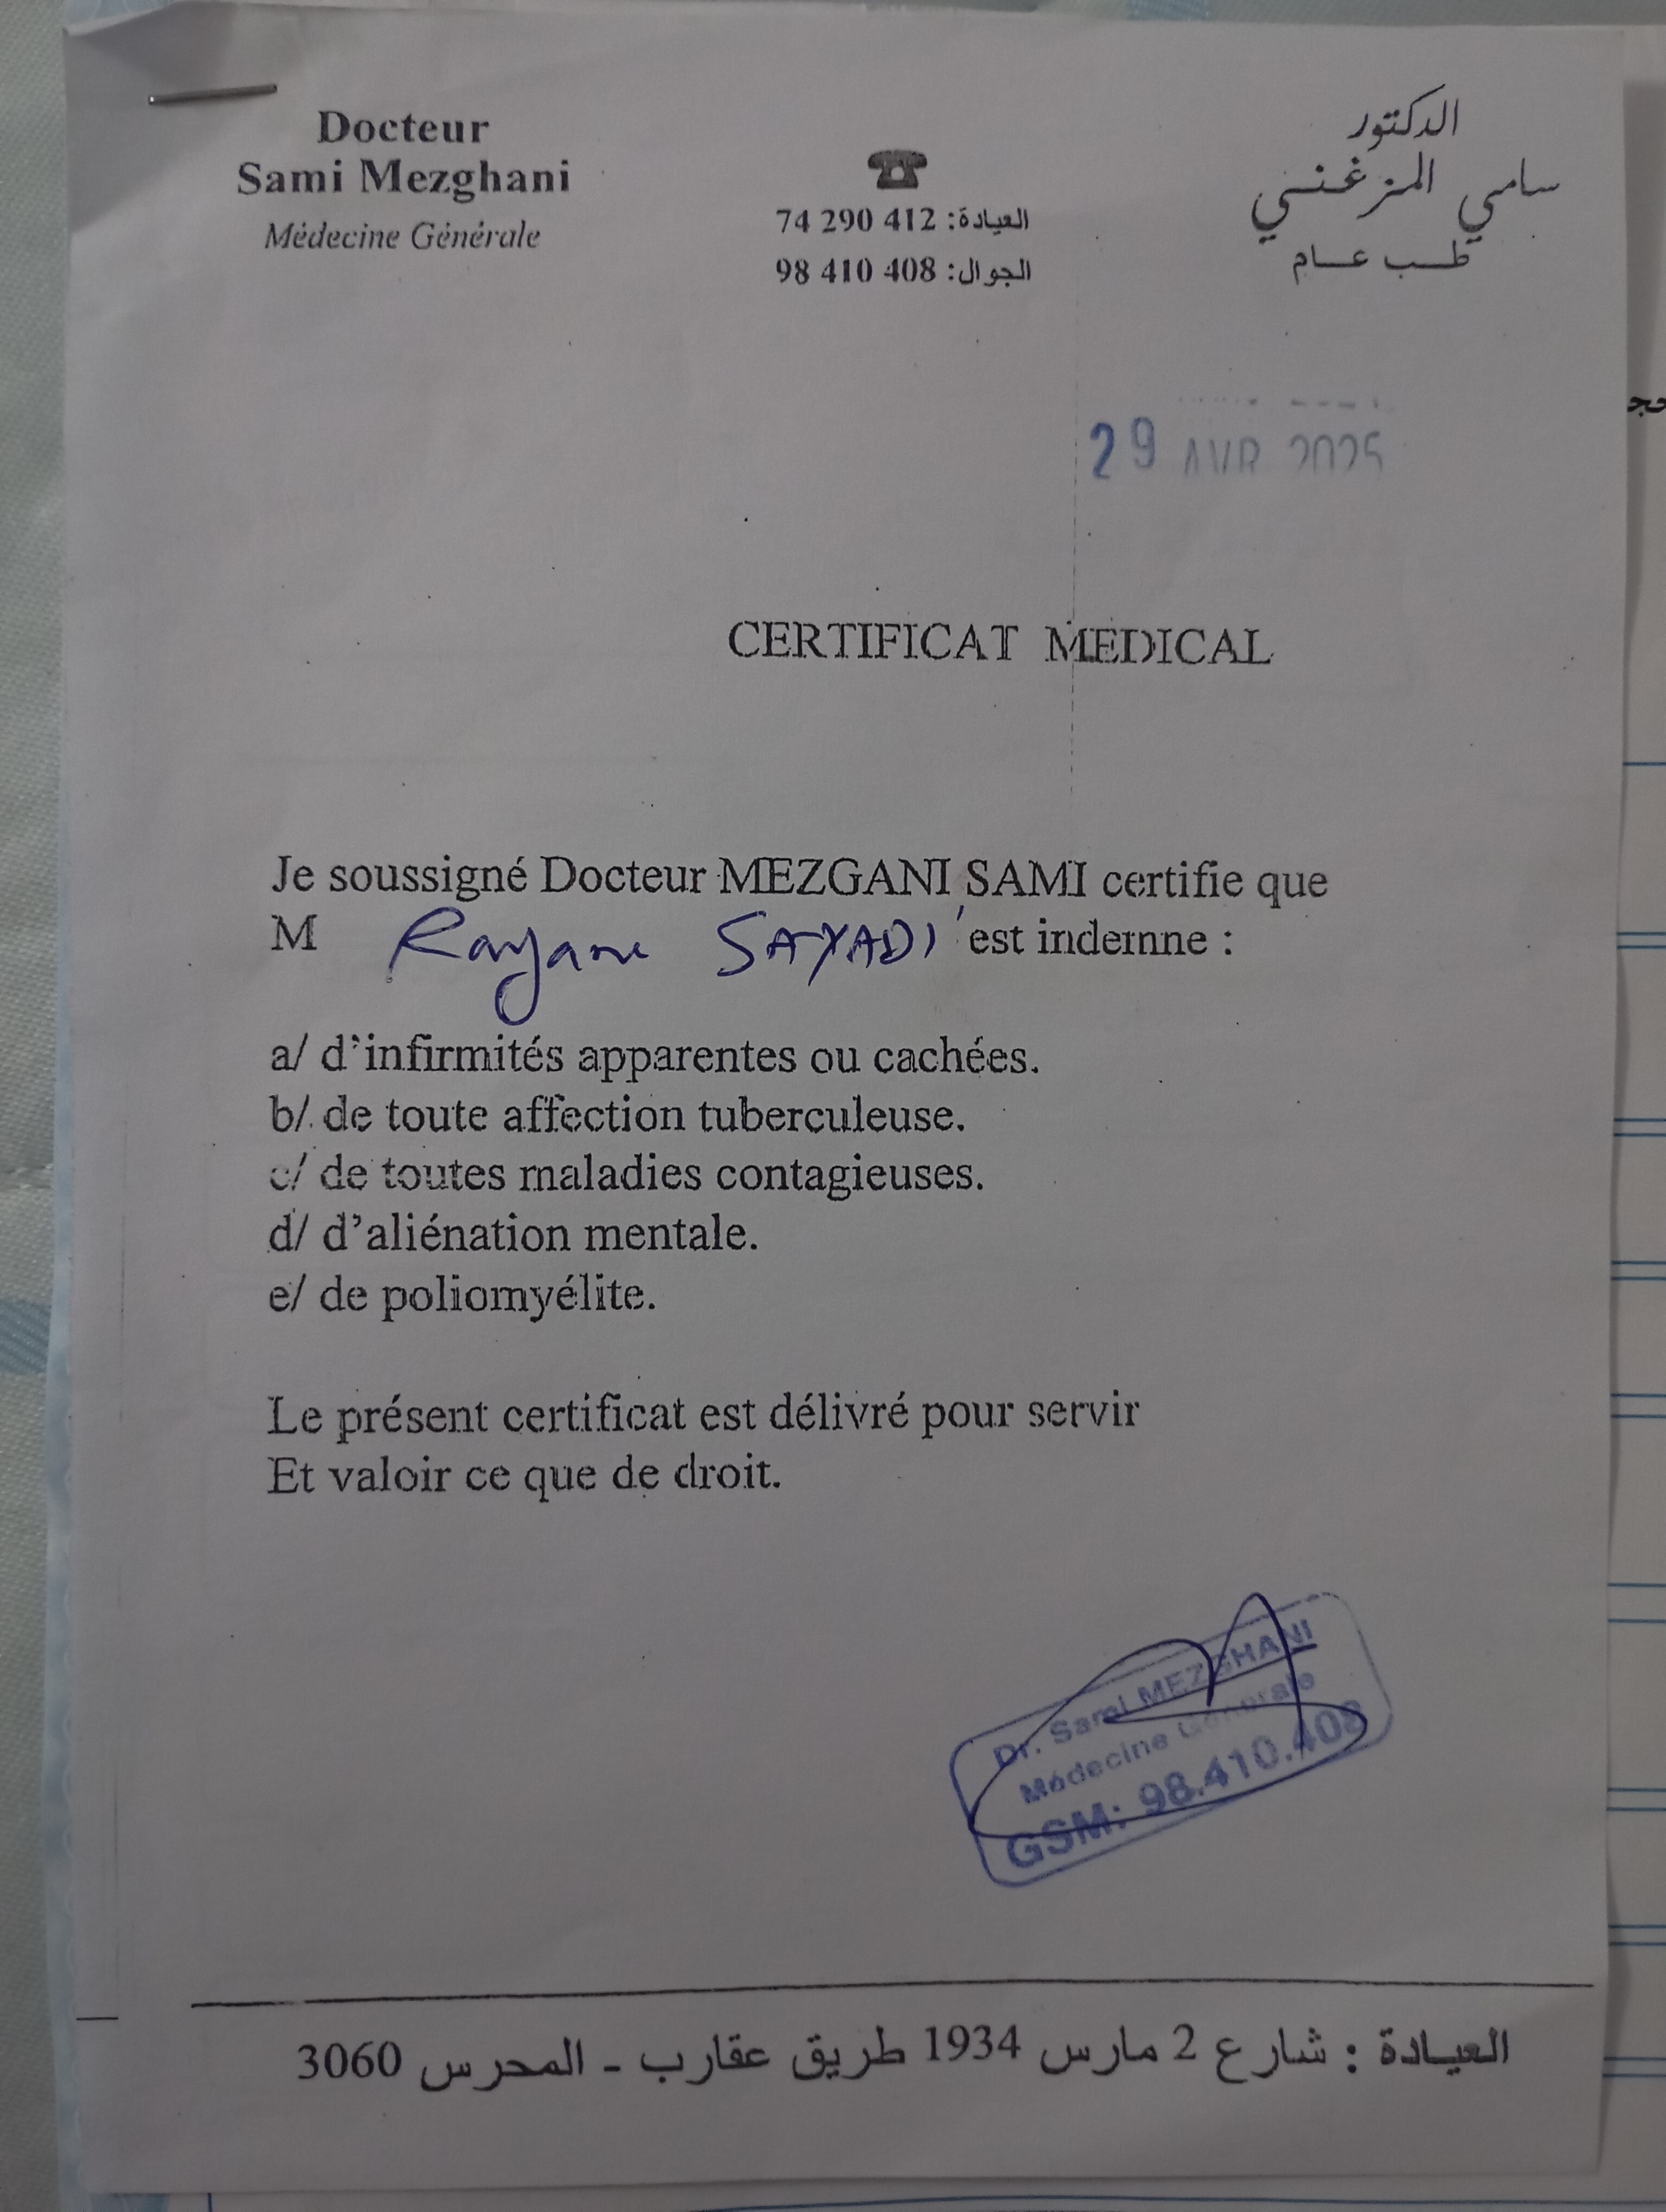 Docteur
Sami Mezghani
Médecine Générale
العيادة: 74 290 412
الجوال: 98 410 408
الدكتور
سامي المزغنسي
طب عام
29 AVR 2025
CERTIFICAT MEDICAL
Je soussigné Docteur MEZGANI SAMI certifie que
M Rayane SAYADI est indemne :
a/ d'infirmités apparentes ou cachées.
b/ de toute affection tuberculeuse.
c/ de toutes maladies contagieuses.
d/ d'aliénation mentale.
e/ de poliomyélite.
Le présent certificat est délivré pour servir
Et valoir ce que de droit.
Dr. Sami MEZGHANI
Médecine Générale
GSM: 98.410.408
العيادة : شارع 2 مارس 1934 طريق عقارب - المحرس 3060